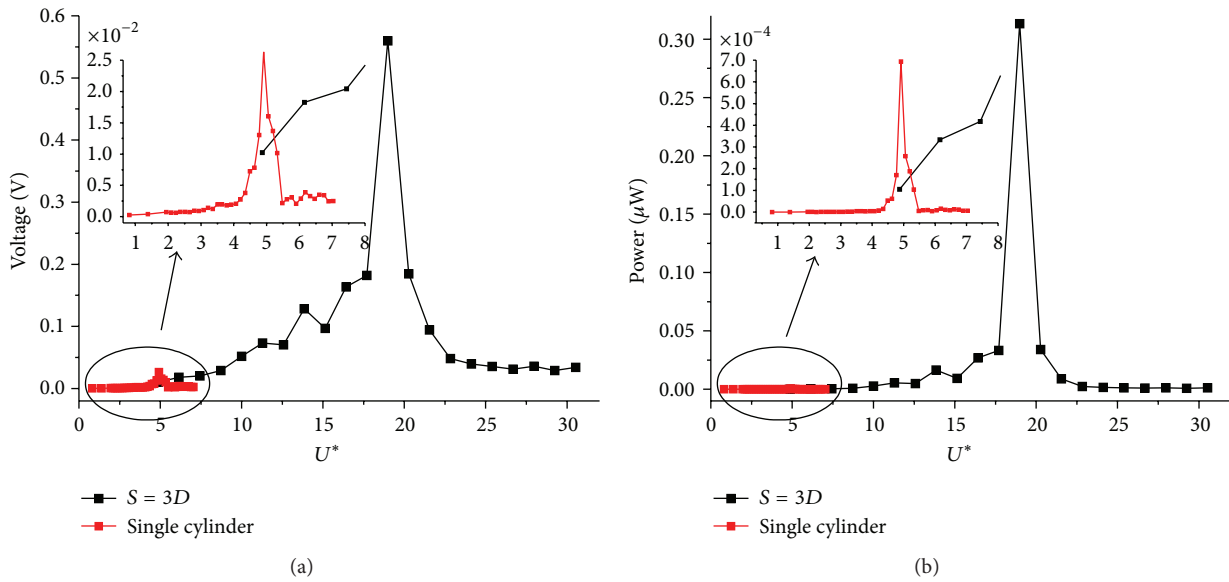 0.6
0.5
0.4
0.3
0.2
0.1
0.0
Voltage (V)
×10⁻²
2.5
2.0
1.5
1.0
0.5
0.0
1 2 3 4 5 6 7 8
0 5 10 15 20 25 30
U*
S = 3D
Single cylinder
(a)
0.30
0.25
0.20
0.15
0.10
0.05
0.00
Power (μW)
×10⁻⁴
7.0
6.0
5.0
4.0
3.0
2.0
1.0
0.0
1 2 3 4 5 6 7 8
0 5 10 15 20 25 30
U*
S = 3D
Single cylinder
(b)